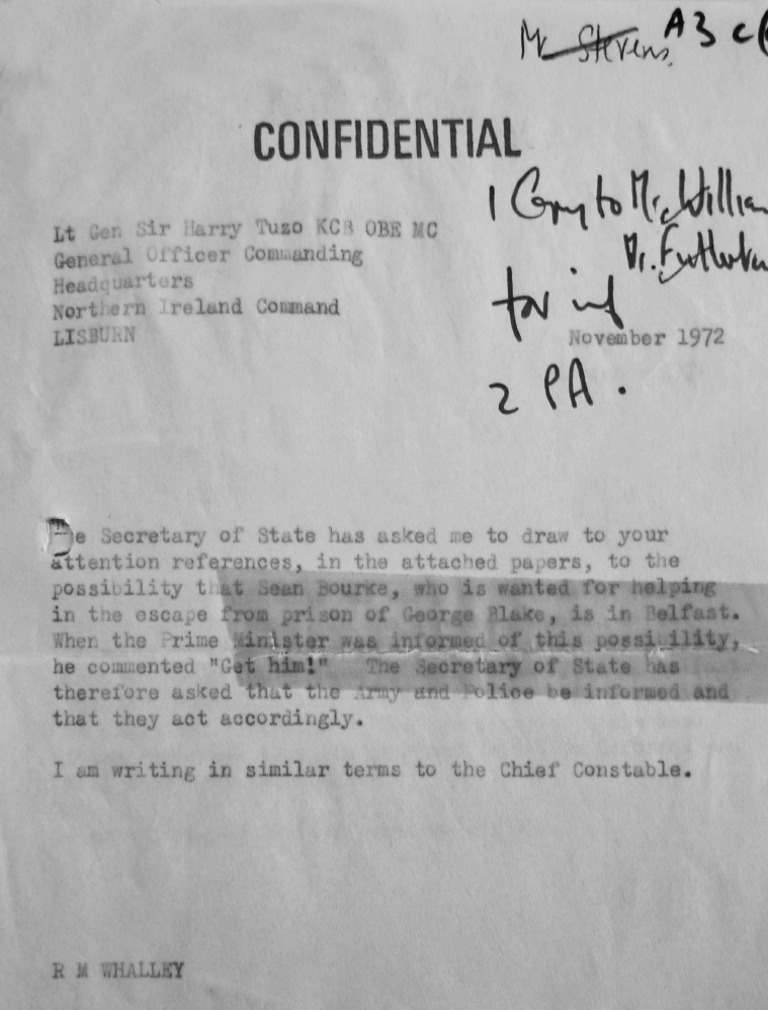 Mr Stevens. A3
CONFIDENTIAL
1 Copy to Mr. William
Lt Gen Sir Harry Tuzo KCB OBE MC
General Officer Commanding
Headquarters
Northern Ireland Command
LISBURN
for inf
November 1972
2 PA.
The Secretary of State has asked me to draw to your
attention references, in the attached papers, to the
possibility that Sean Bourke, who is wanted for helping
in the escape from prison of George Blake, is in Belfast.
When the Prime Minister was informed of this possibility,
he commented "Get him!" The Secretary of State has
therefore asked that the Army and Police be informed and
that they act accordingly.
I am writing in similar terms to the Chief Constable.
R M WHALLEY